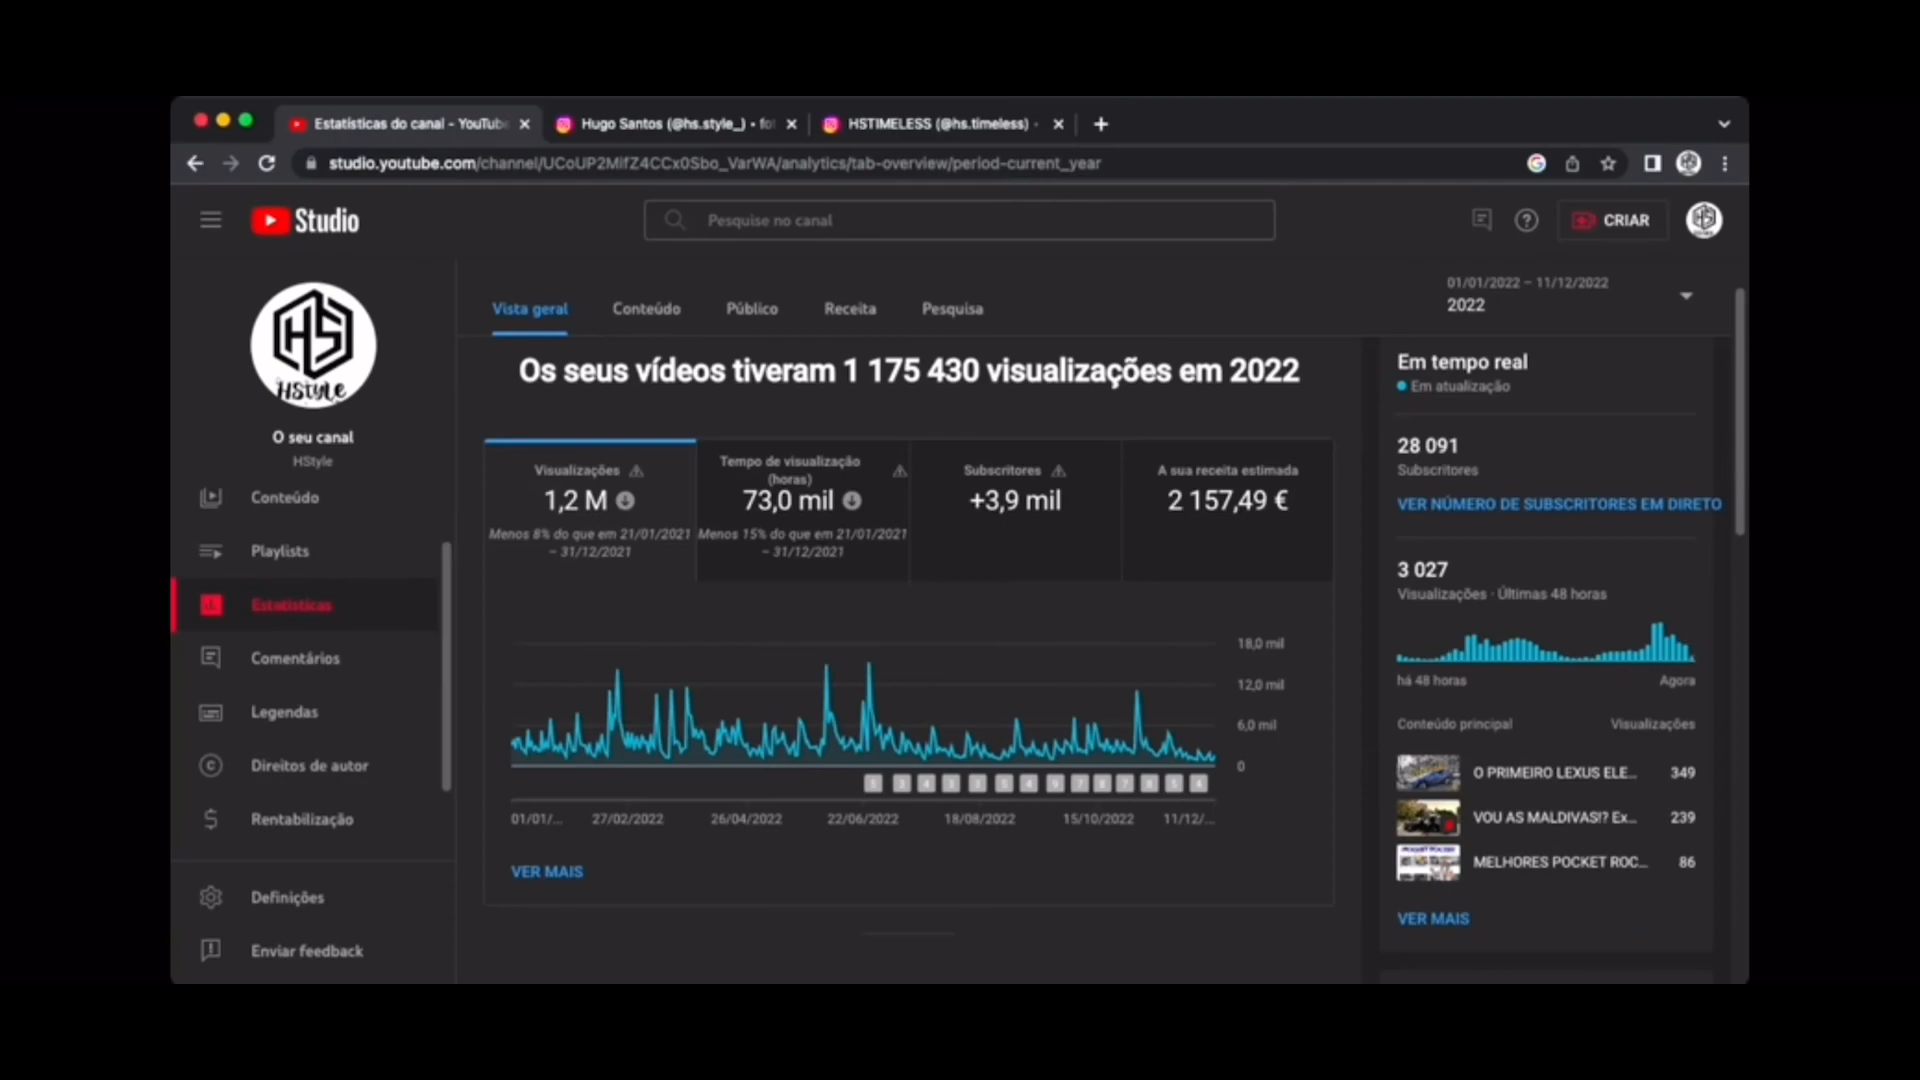 Estatísticas do canal - YouTube
Hugo Santos (@hs.style_) • fo
HSTIMELESS (@hs.timeless) •
studio.youtube.com/channel/UCoUP2MifZ4CCx0Sbo_VarWA/analytics/tab-overview/period-current_year
Studio
Pesquise no canal
CRIAR
HS
HStyle
O seu canal
HStyle
Conteúdo
Playlists
Estatísticas
Comentários
Legendas
Direitos de autor
Rentabilização
Definições
Enviar feedback
Vista geral
Conteúdo
Público
Receita
Pesquisa
01/01/2022 – 11/12/2022
2022
Os seus vídeos tiveram 1 175 430 visualizações em 2022
Visualizações
1,2 M
Menos 8% do que em 21/01/2021
– 31/12/2021
Tempo de visualização
(horas)
73,0 mil
Menos 15% do que em 21/01/2021
– 31/12/2021
Subscritores
+3,9 mil
A sua receita estimada
2 157,49 €
18,0 mil
12,0 mil
6,0 mil
0
01/01/...
27/02/2022
26/04/2022
22/06/2022
18/08/2022
15/10/2022
11/12/...
VER MAIS
Em tempo real
Em atualização
28 091
Subscritores
VER NÚMERO DE SUBSCRITORES EM DIRETO
3 027
Visualizações · Últimas 48 horas
há 48 horas
Agora
Conteúdo principal
Visualizações
O PRIMEIRO LEXUS ELE... 349
VOU AS MALDIVAS!? Ex... 239
MELHORES POCKET ROC... 86
VER MAIS